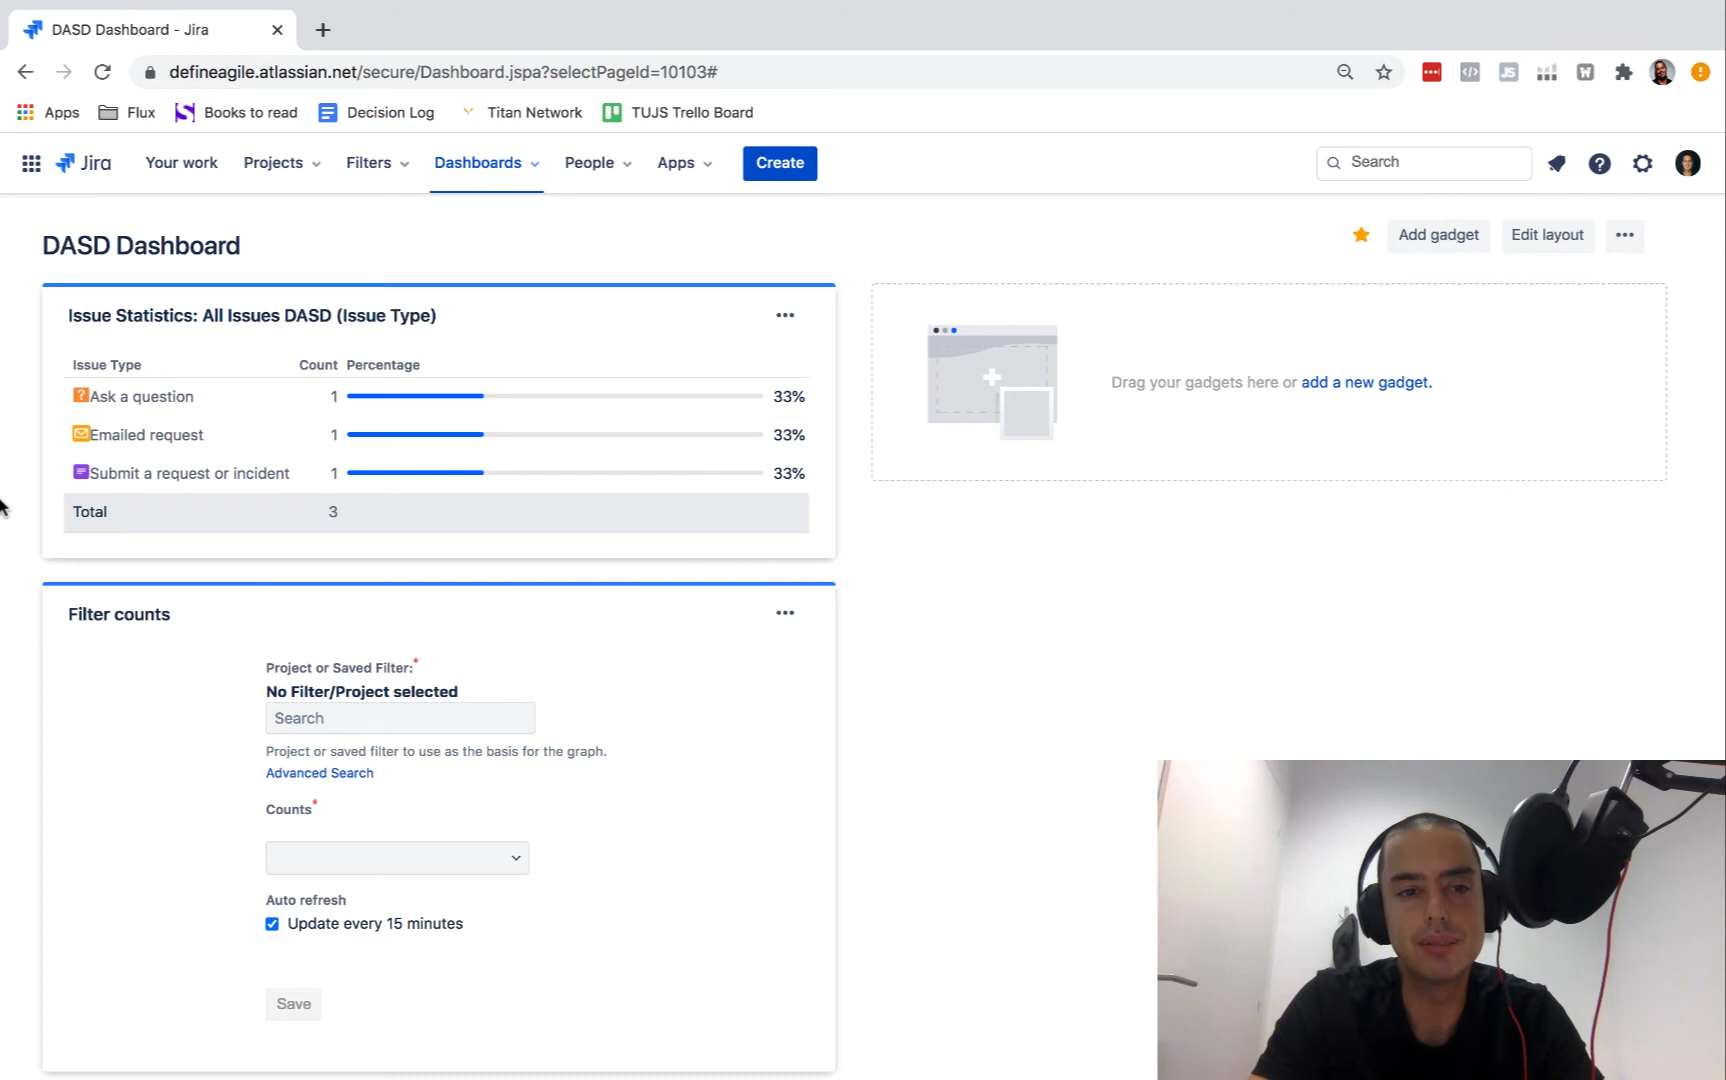 DASD Dashboard - Jira
defineagile.atlassian.net/secure/Dashboard.jspa?selectPageId=10103#
Apps Flux Books to read Decision Log Titan Network TUJS Trello Board
Jira Your work Projects Filters Dashboards People Apps Create Search
DASD Dashboard
Add gadget Edit layout
Issue Statistics: All Issues DASD (Issue Type)
Issue Type Count Percentage
Ask a question 1 33%
Emailed request 1 33%
Submit a request or incident 1 33%
Total 3
Drag your gadgets here or add a new gadget.
Filter counts
Project or Saved Filter:*
No Filter/Project selected
Search
Project or saved filter to use as the basis for the graph.
Advanced Search
Counts*
Auto refresh
Update every 15 minutes
Save